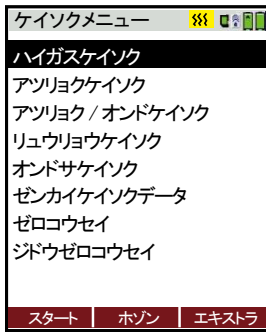 ケイソクメニュー
ハイガスケイソク
アツリョクケイソク
アツリョク / オンドケイソク
リュウリョウケイソク
オンドサケイソク
ゼンカイケイソクデータ
ゼロコウセイ
ジドウゼロコウセイ
スタート ホゾン エキストラ